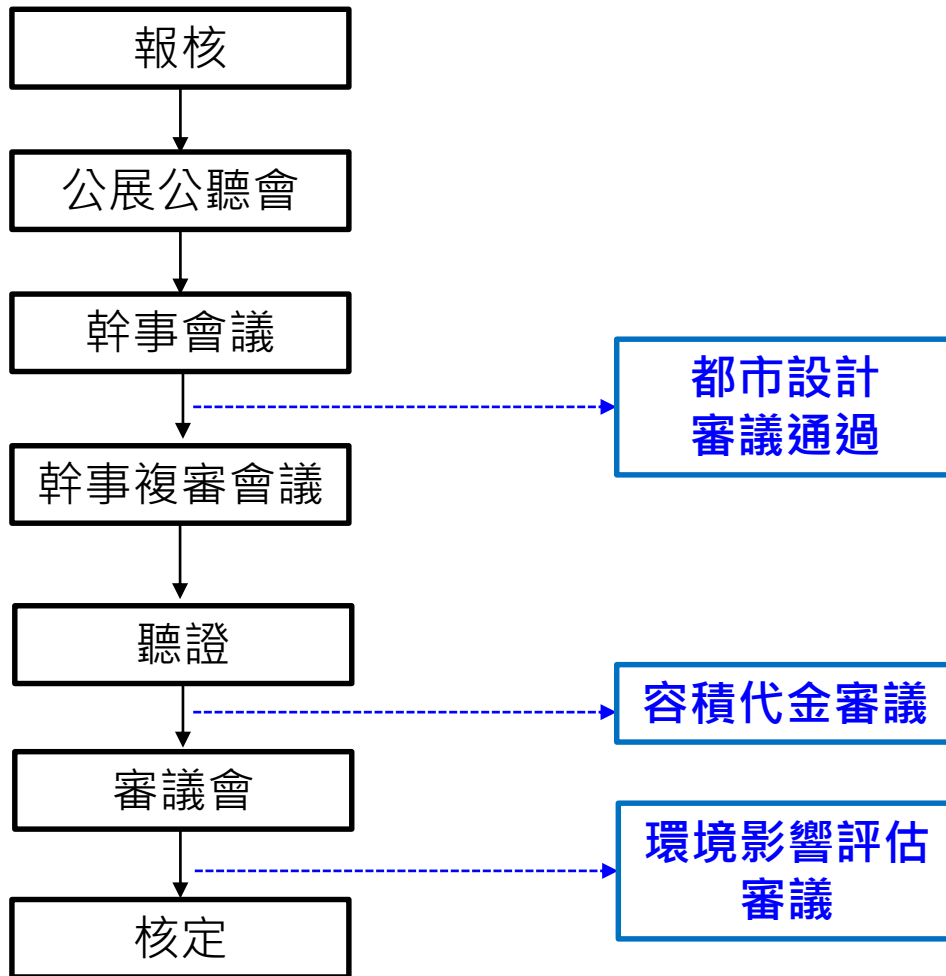 報核
公展公聽會
幹事會議
都市設計
審議通過
幹事複審會議
聽證
容積代金審議
審議會
環境影響評估
審議
核定